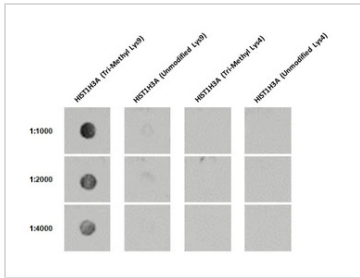 HIST1H3A (Tri-Methyl Lys9)
HIST1H3A (Unmodified Lys9)
HIST1H3A (Tri-Methyl Lys4)
HIST1H3A (Unmodified Lys4)
1:1000
1:2000
1:4000